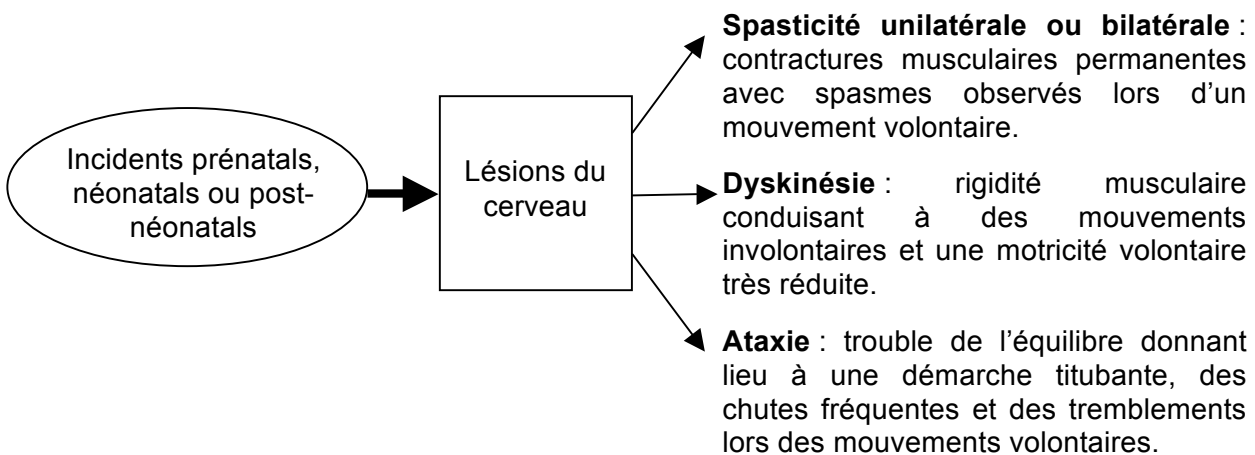 Incidents prénatals,
néonatals ou post-
néonatals
Lésions du
cerveau
Spasticité unilatérale ou bilatérale :
contractures musculaires permanentes
avec spasmes observés lors d’un
mouvement volontaire.
Dyskinésie : rigidité musculaire
conduisant à des mouvements
involontaires et une motricité volontaire
très réduite.
Ataxie : trouble de l’équilibre donnant
lieu à une démarche titubante, des
chutes fréquentes et des tremblements
lors des mouvements volontaires.